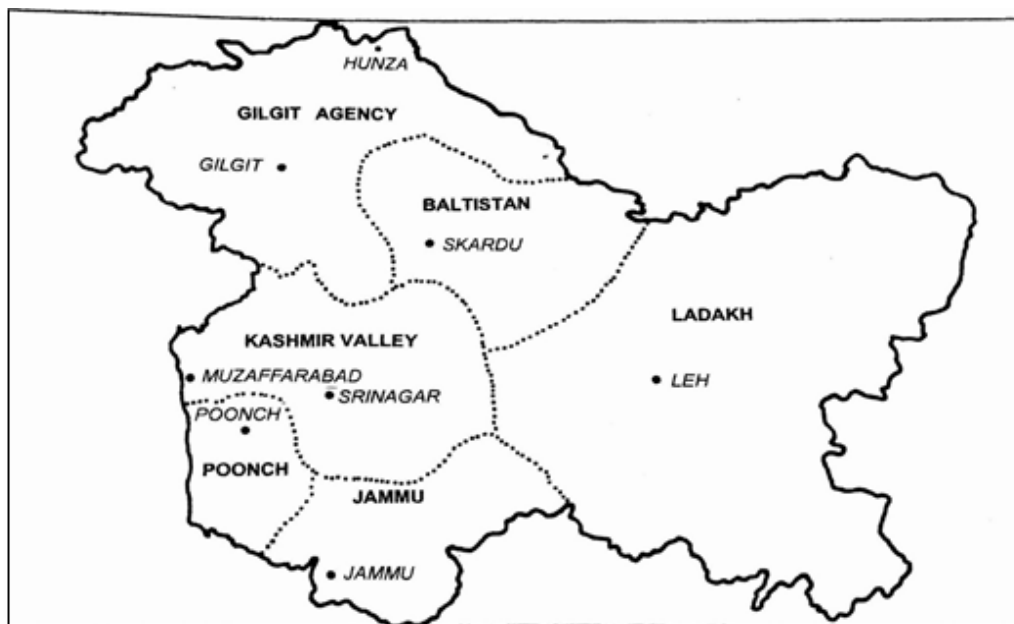 HUNZA
GILGIT AGENCY
GILGIT
BALTISTAN
SKARDU
LADAKH
KASHMIR VALLEY
MUZAFFARABAD
LEH
SRINAGAR
POONCH
POONCH
JAMMU
JAMMU